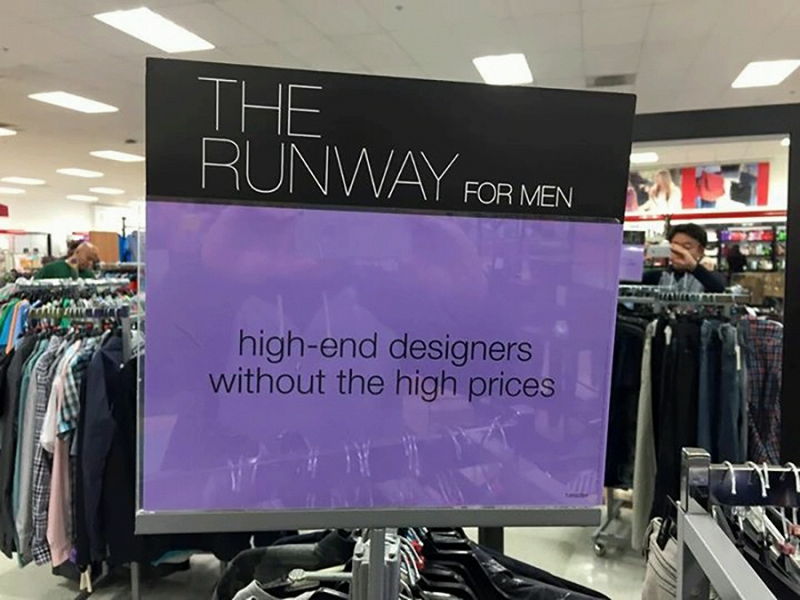 THE
RUNWAY FOR MEN
high-end designers
without the high prices